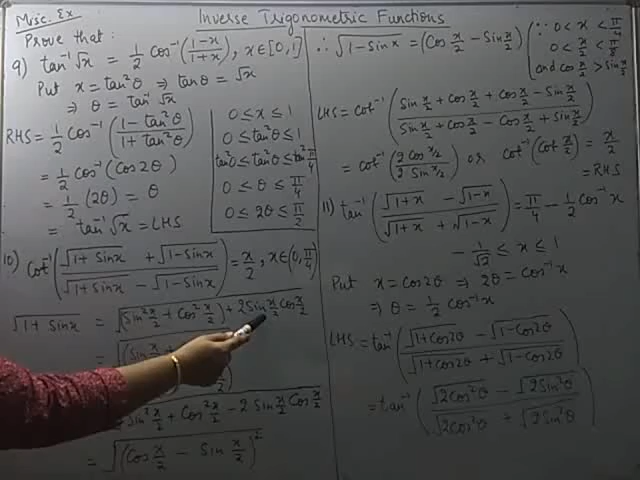 Misc. Ex
Inverse Trigonometric Functions
Prove that :
9) tan⁻¹ √x = 1/2 cos⁻¹ ((1-x)/(1+x)), x∈[0,1]
Put x = tan²θ ⇒ tanθ = √x
⇒ θ = tan⁻¹ √x
RHS = 1/2 cos⁻¹ ((1-tan²θ)/(1+tan²θ))
= 1/2 cos⁻¹ (cos2θ)
= 1/2 (2θ) = θ
= tan⁻¹ √x = LHS
0 ≤ x ≤ 1
0 ≤ tan²θ ≤ 1
tan²0 ≤ tan²θ ≤ tan² π/4
0 ≤ θ ≤ π/4
0 ≤ 2θ ≤ π/2
10) Cot⁻¹ ((√(1+Sinx) + √(1-Sinx))/(√(1+Sinx) - √(1-Sinx))) = x/2, x∈(0, π/4)
√(1+Sinx) = √((Sin² x/2 + Cos² x/2) + 2Sin x/2 Cos x/2)
= √((Sin x/2 +
Sin² x/2 + Cos² x/2 - 2 Sin x/2 Cos x/2
= √((Cos x/2 - Sin x/2)²)
∴ √(1-Sinx) = (Cos x/2 - Sin x/2)
(∵ 0 < x < π/4
0 < x/2 < π/8
and cos x/2 > sin x/2
LHS = cot⁻¹ ((Sin x/2 + Cos x/2 + Cos x/2 - Sin x/2)/(Sin x/2 + Cos x/2 - Cos x/2 + Sin x/2))
= cot⁻¹ (2 Cos x/2 / 2 Sin x/2) or Cot⁻¹ (Cot x/2) = x/2
= RHS
11) tan⁻¹ ((√(1+x) - √(1-x))/(√(1+x) + √(1-x))) = π/4 - 1/2 Cos⁻¹ x
- 1/√2 ≤ x ≤ 1
Put x = cos2θ ⇒ 2θ = Cos⁻¹x
⇒ θ = 1/2 Cos⁻¹x
LHS = tan⁻¹ ((√(1+Cos2θ) - √(1-Cos2θ))/(√(1+Cos2θ) + √(1-Cos2θ)))
= tan⁻¹ ((√(2Cos²θ) - √(2Sin²θ))/(√(2Cos²θ) + √(2Sin²θ)))